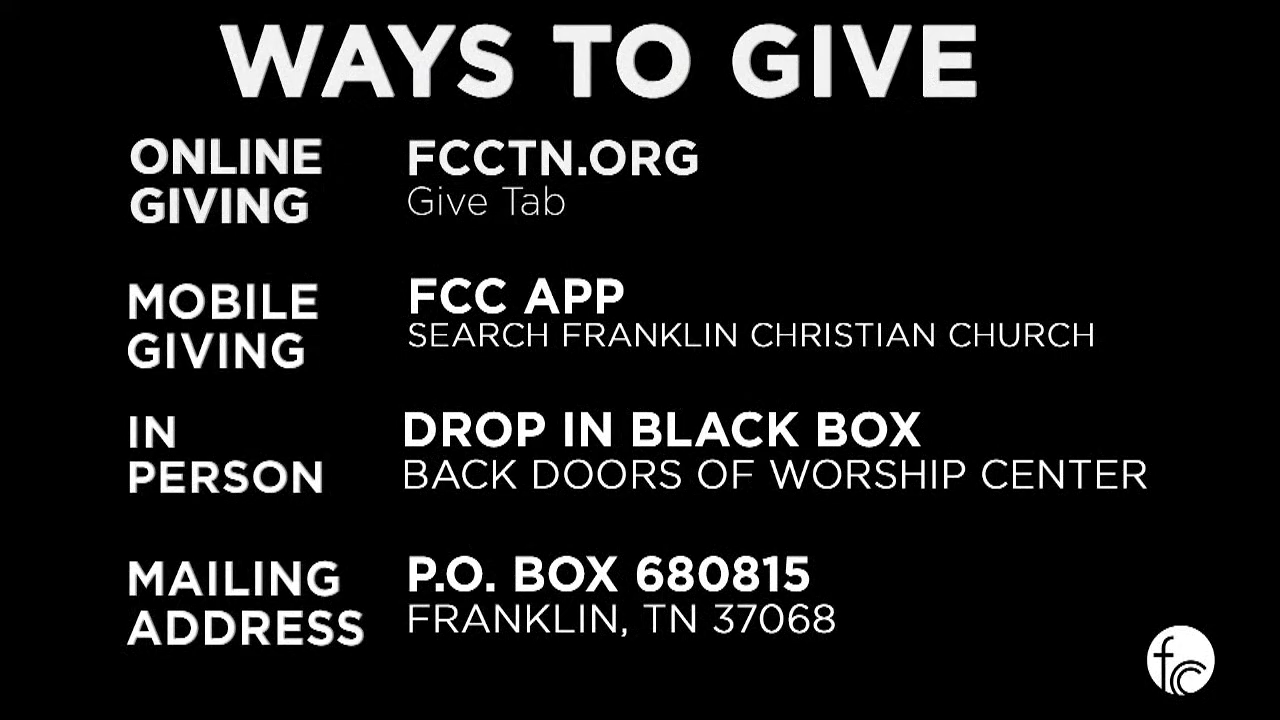 WAYS TO GIVE
ONLINE
GIVING
FCCTN.ORG
Give Tab
MOBILE
GIVING
FCC APP
SEARCH FRANKLIN CHRISTIAN CHURCH
IN
PERSON
DROP IN BLACK BOX
BACK DOORS OF WORSHIP CENTER
MAILING
ADDRESS
P.O. BOX 680815
FRANKLIN, TN 37068
fcc